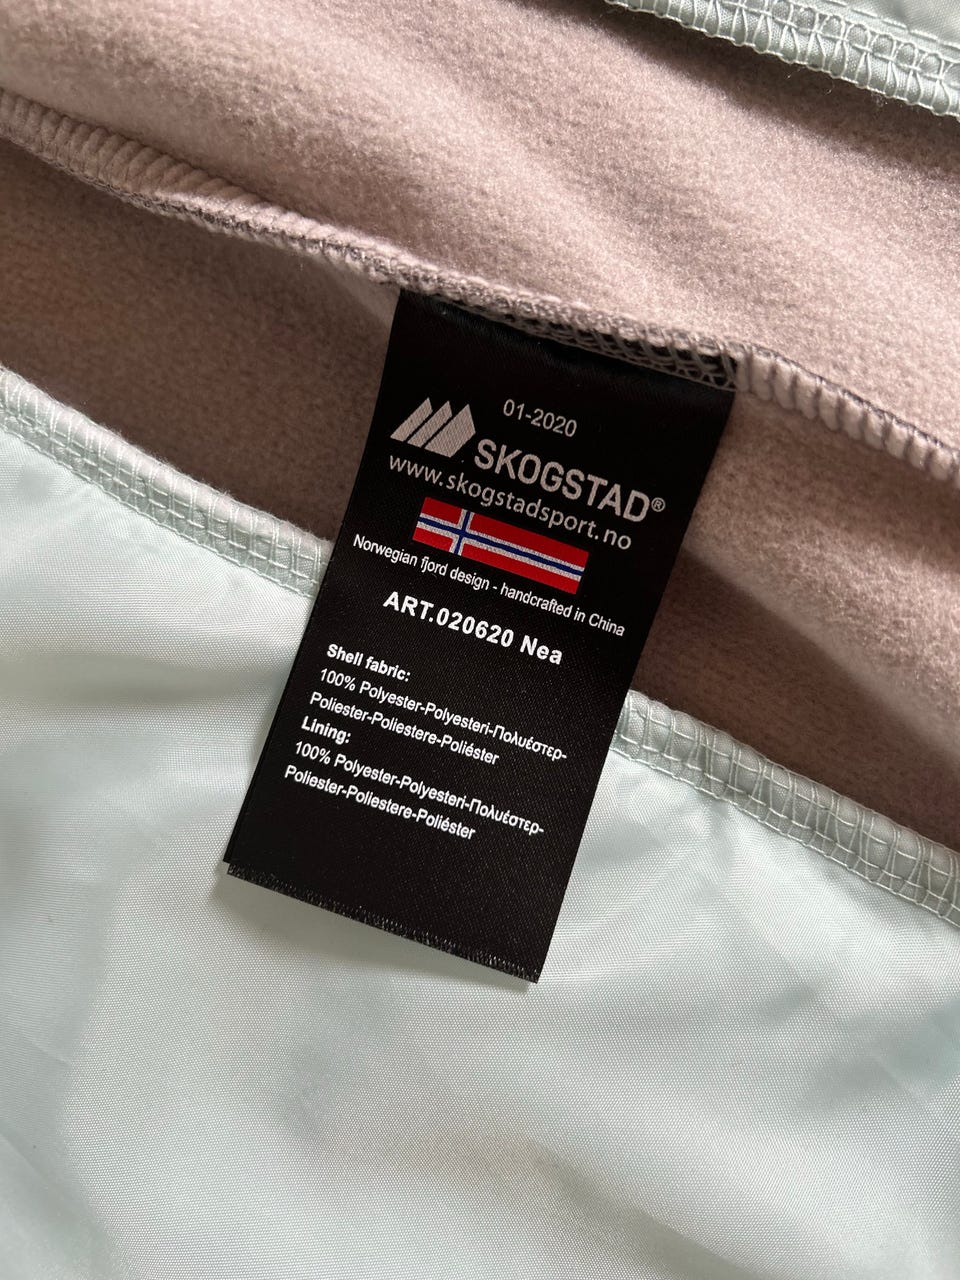 01-2020
SKOGSTAD®
www.skogstadsport.no
Norwegian fjord design - handcrafted in China
ART.020620 Nea
Shell fabric:
100% Polyester-Polyesteri-Πολυέστερ-
Poliester-Poliestere-Poliéster
Lining:
100% Polyester-Polyesteri-Πολυέστερ-
Poliester-Poliestere-Poliéster